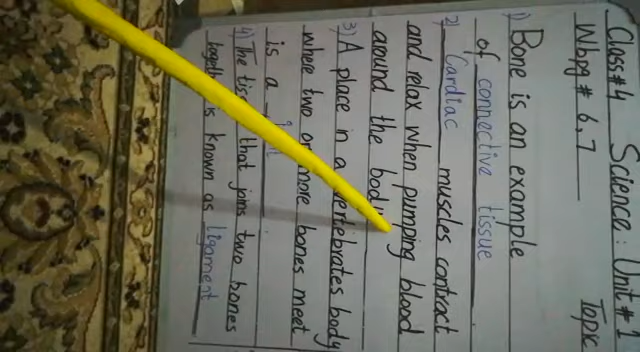 Class#4 Science: Unit #1
Wbpg # 6,7 Topic
1) Bone is an example
of connective tissue
2) Cardiac muscles contract
and relax when pumping blood
around the body
3) A place in a vertebrates body
where two or more bones meet
is a
4) The that joins two bones
is known as ligament